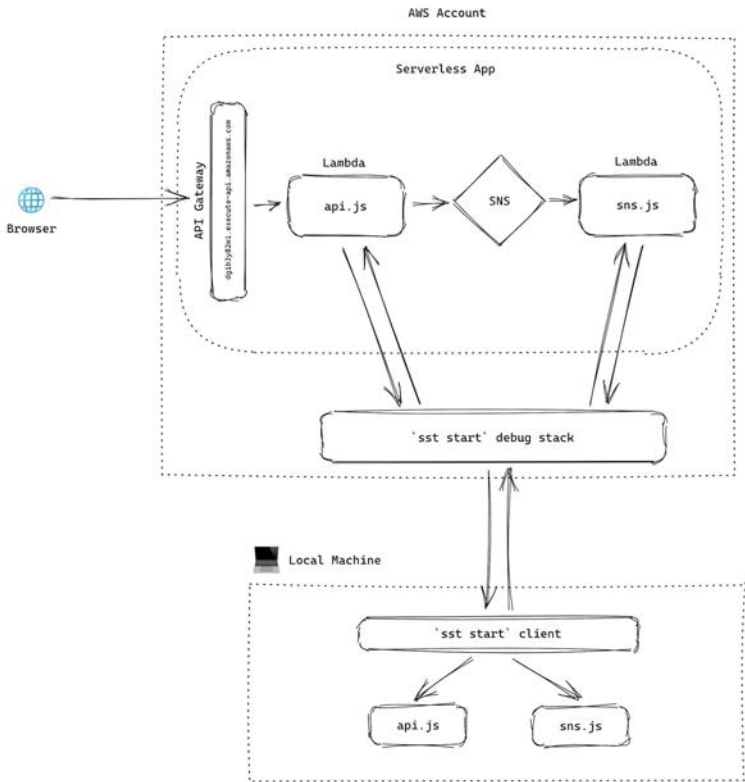 AWS Account
Serverless App
API Gateway
Lambda
api.js
SNS
Lambda
sns.js
Browser
`sst start` debug stack
Local Machine
`sst start` client
api.js
sns.js